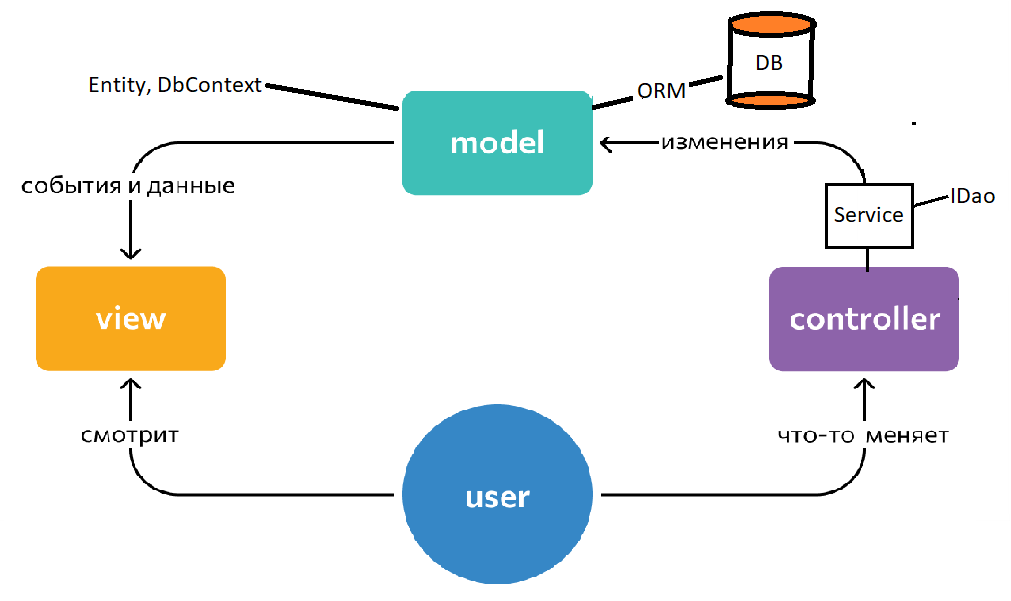 DB
Entity, DbContext
ORM
model
изменения
события и данные
IDao
Service
view
controller
смотрит
что-то меняет
user